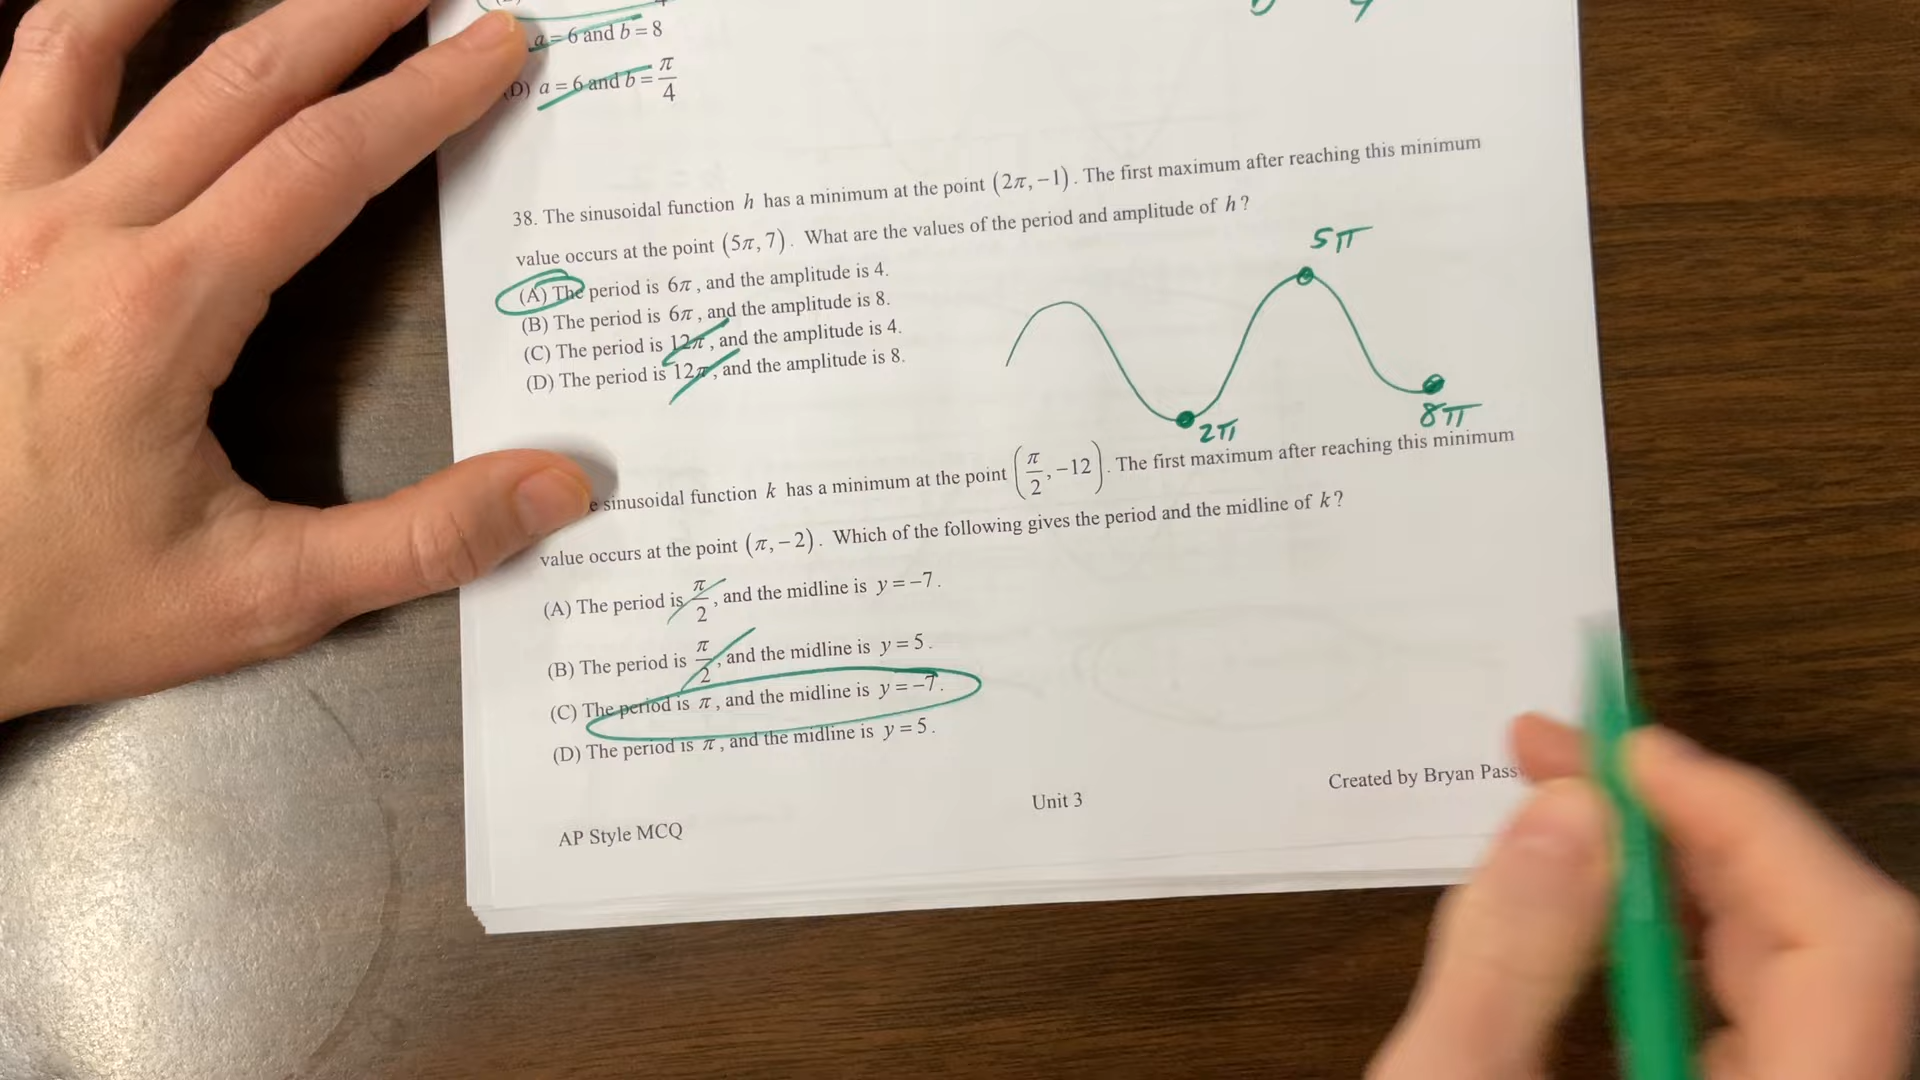 a = 6 and b = 8
(D) a = 6 and b = π/4
38. The sinusoidal function h has a minimum at the point (2π, −1). The first maximum after reaching this minimum
value occurs at the point (5π, 7). What are the values of the period and amplitude of h?
5π
(A) The period is 6π, and the amplitude is 4.
(B) The period is 6π, and the amplitude is 8.
(C) The period is 12π, and the amplitude is 4.
(D) The period is 12π, and the amplitude is 8.
2π
8π
sinusoidal function k has a minimum at the point (π/2, −12). The first maximum after reaching this minimum
value occurs at the point (π, −2). Which of the following gives the period and the midline of k?
(A) The period is π/2, and the midline is y = −7.
(B) The period is π/2, and the midline is y = 5.
(C) The period is π, and the midline is y = −7.
(D) The period is π, and the midline is y = 5.
Created by Bryan
Unit 3
AP Style MCQ